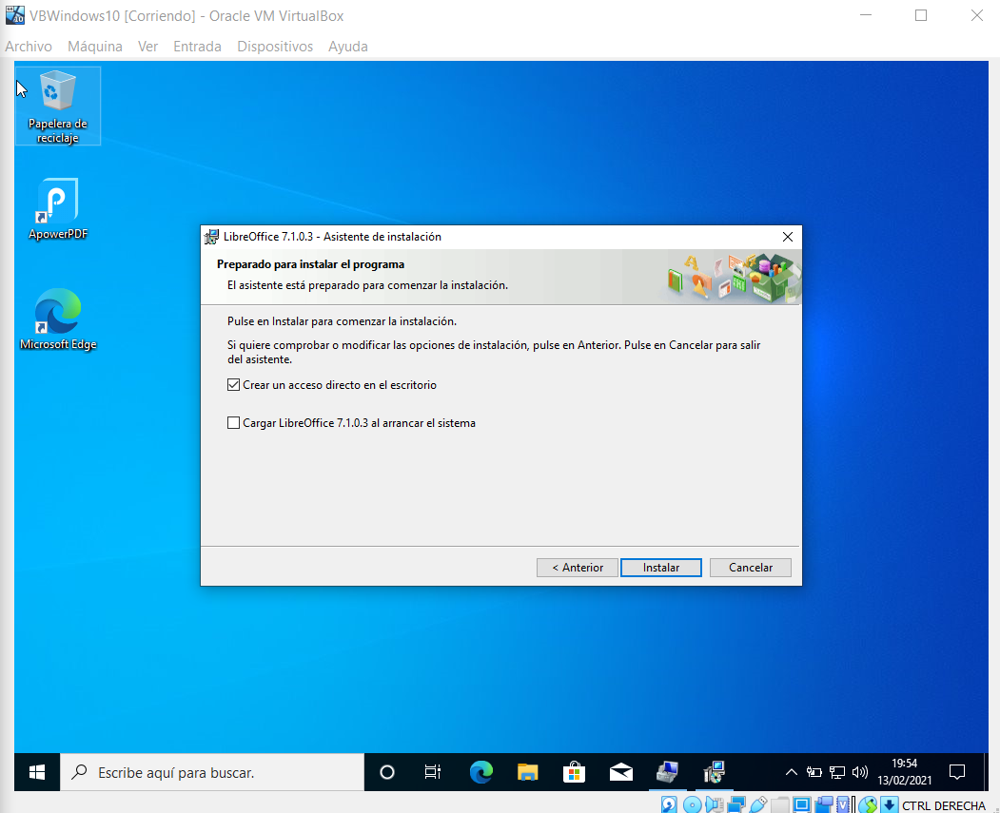 VBWindows10 [Corriendo] - Oracle VM VirtualBox
Archivo Máquina Ver Entrada Dispositivos Ayuda
Papelera de
reciclaje
ApowerPDF
Microsoft Edge
LibreOffice 7.1.0.3 - Asistente de instalación
Preparado para instalar el programa
El asistente está preparado para comenzar la instalación.
Pulse en Instalar para comenzar la instalación.
Si quiere comprobar o modificar las opciones de instalación, pulse en Anterior. Pulse en Cancelar para salir
del asistente.
Crear un acceso directo en el escritorio
Cargar LibreOffice 7.1.0.3 al arrancar el sistema
< Anterior Instalar Cancelar
Escribe aquí para buscar.
19:54
13/02/2021
CTRL DERECHA